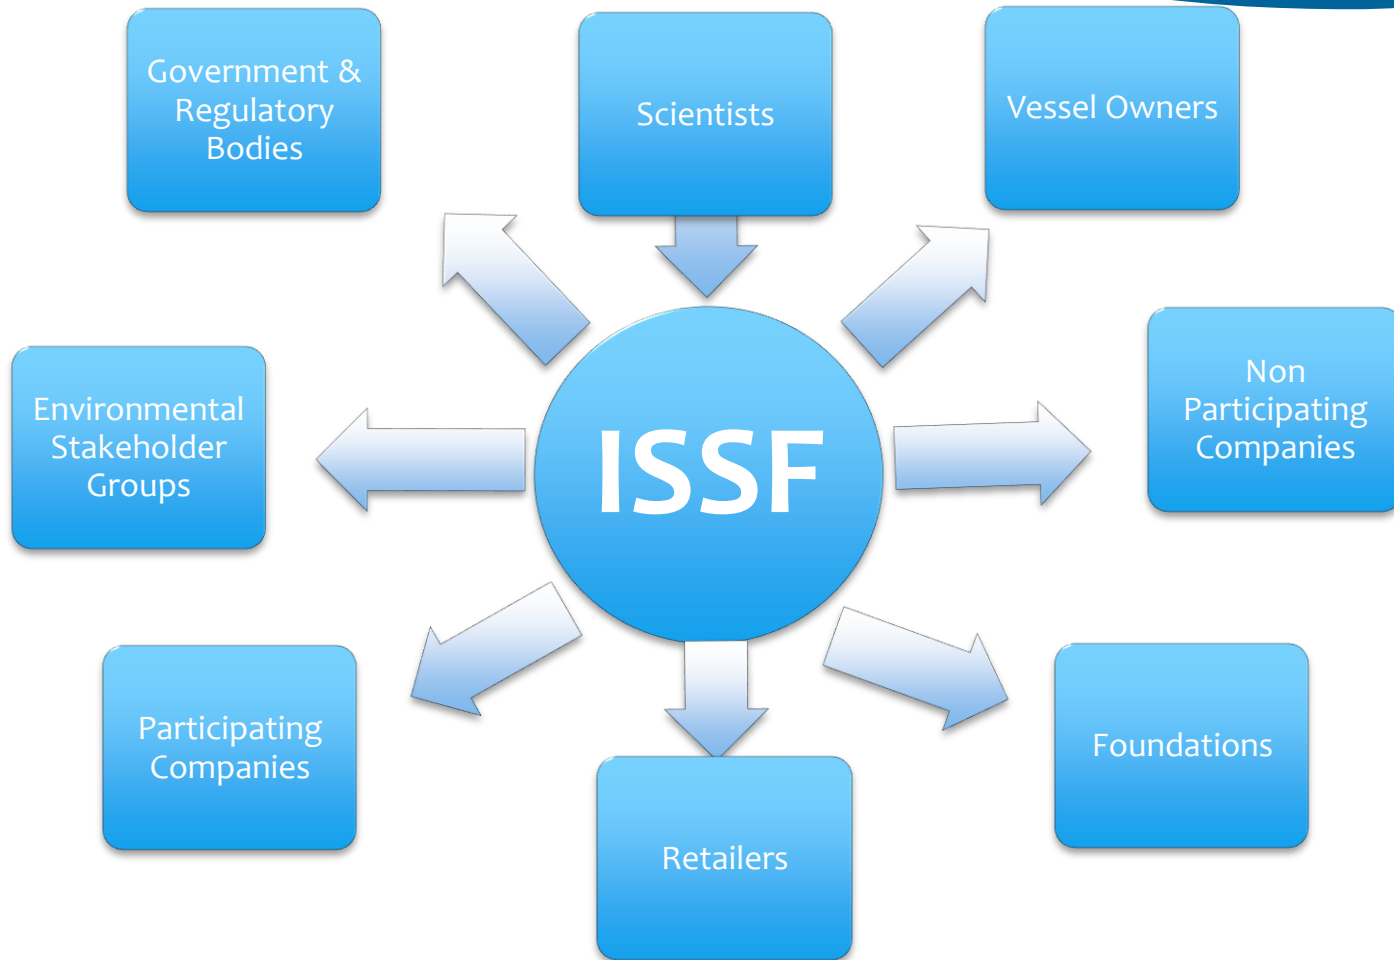 Government &
Regulatory
Bodies
Scientists
Vessel Owners
Environmental
Stakeholder
Groups
ISSF
Non
Participating
Companies
Participating
Companies
Retailers
Foundations